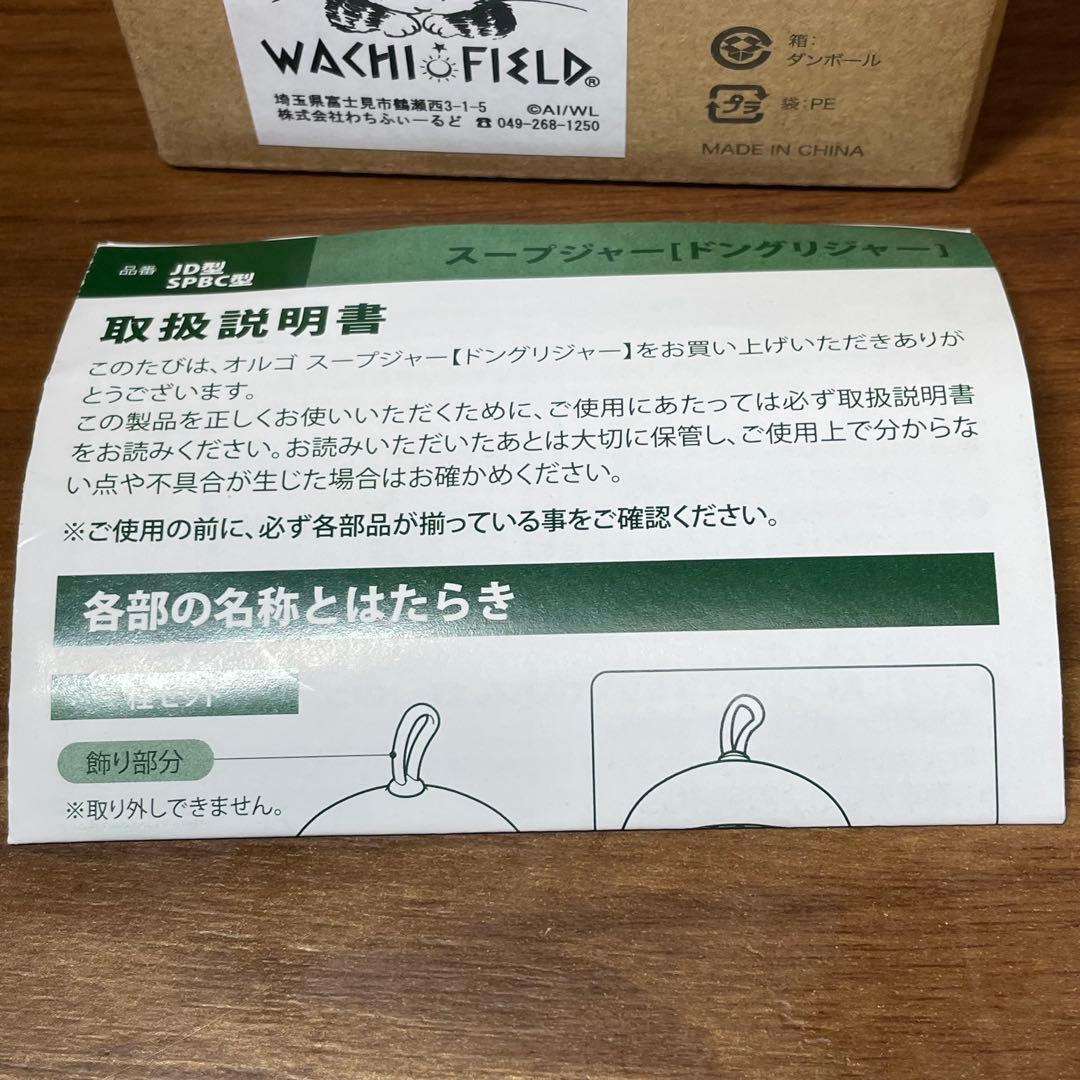 WACHI FIELD®
埼玉県富士見市鶴瀬西3-1-5 ©AI/WL
株式会社わちふぃーるど ☎ 049-268-1250
箱:
ダンボール
プラ 袋:PE
MADE IN CHINA
品番 JD型
SPBC型
スープジャー[ドングリジャー]
取扱説明書
このたびは、オルゴ スープジャー【ドングリジャー】をお買い上げいただきありが
とうございます。
この製品を正しくお使いいただくために、ご使用にあたっては必ず取扱説明書
をお読みください。お読みいただいたあとは大切に保管し、ご使用上で分からな
い点や不具合が生じた場合はお確かめください。
※ご使用の前に、必ず各部品が揃っている事をご確認ください。
各部の名称とはたらき
栓セット
飾り部分
※取り外しできません。